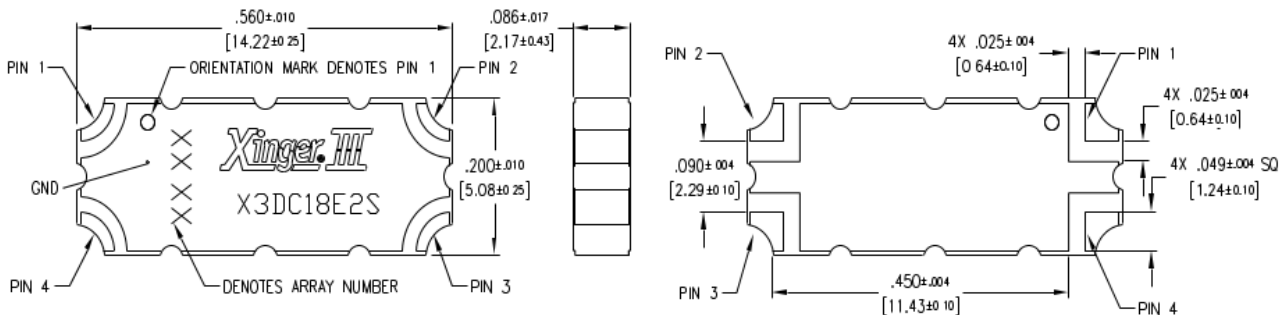 .560±.010
[14.22±0.25]
.086±.017
[2.17±0.43]
PIN 1
ORIENTATION MARK DENOTES PIN 1
PIN 2
Xinger III
X3DC18E2S
X
X
X
X
GND
.200±.010
[5.08±0.25]
PIN 4
DENOTES ARRAY NUMBER
PIN 3
PIN 2
4X .025±.004
[0.64±0.10]
PIN 1
4X .025±.004
[0.64±0.10]
.090±.004
[2.29±0.10]
4X .049±.004 SQ
[1.24±0.10]
PIN 3
.450±.004
[11.43±0.10]
PIN 4